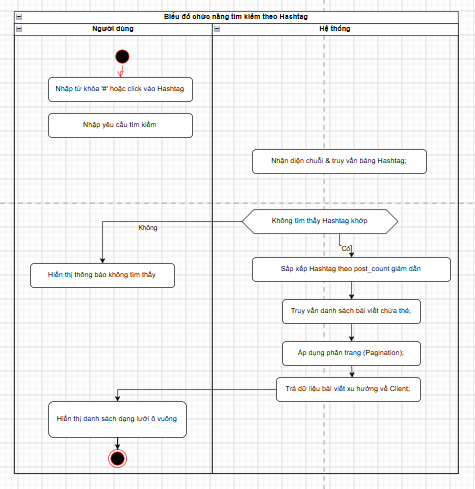 Biểu đồ chức năng tìm kiếm theo Hashtag
Người dùng
Hệ thống
Nhập từ khóa '#' hoặc click vào Hashtag
Nhập yêu cầu tìm kiếm
Nhận diện chuỗi & truy vấn bảng Hashtag;
Không tìm thấy Hashtag khớp
Không
Có]
Hiển thị thông báo không tìm thấy
Sắp xếp Hashtag theo post_count giảm dần
Truy vấn danh sách bài viết chứa thẻ;
Áp dụng phân trang (Pagination);
Trả dữ liệu bài viết xu hướng về Client;
Hiển thị danh sách dạng lưới ô vuông